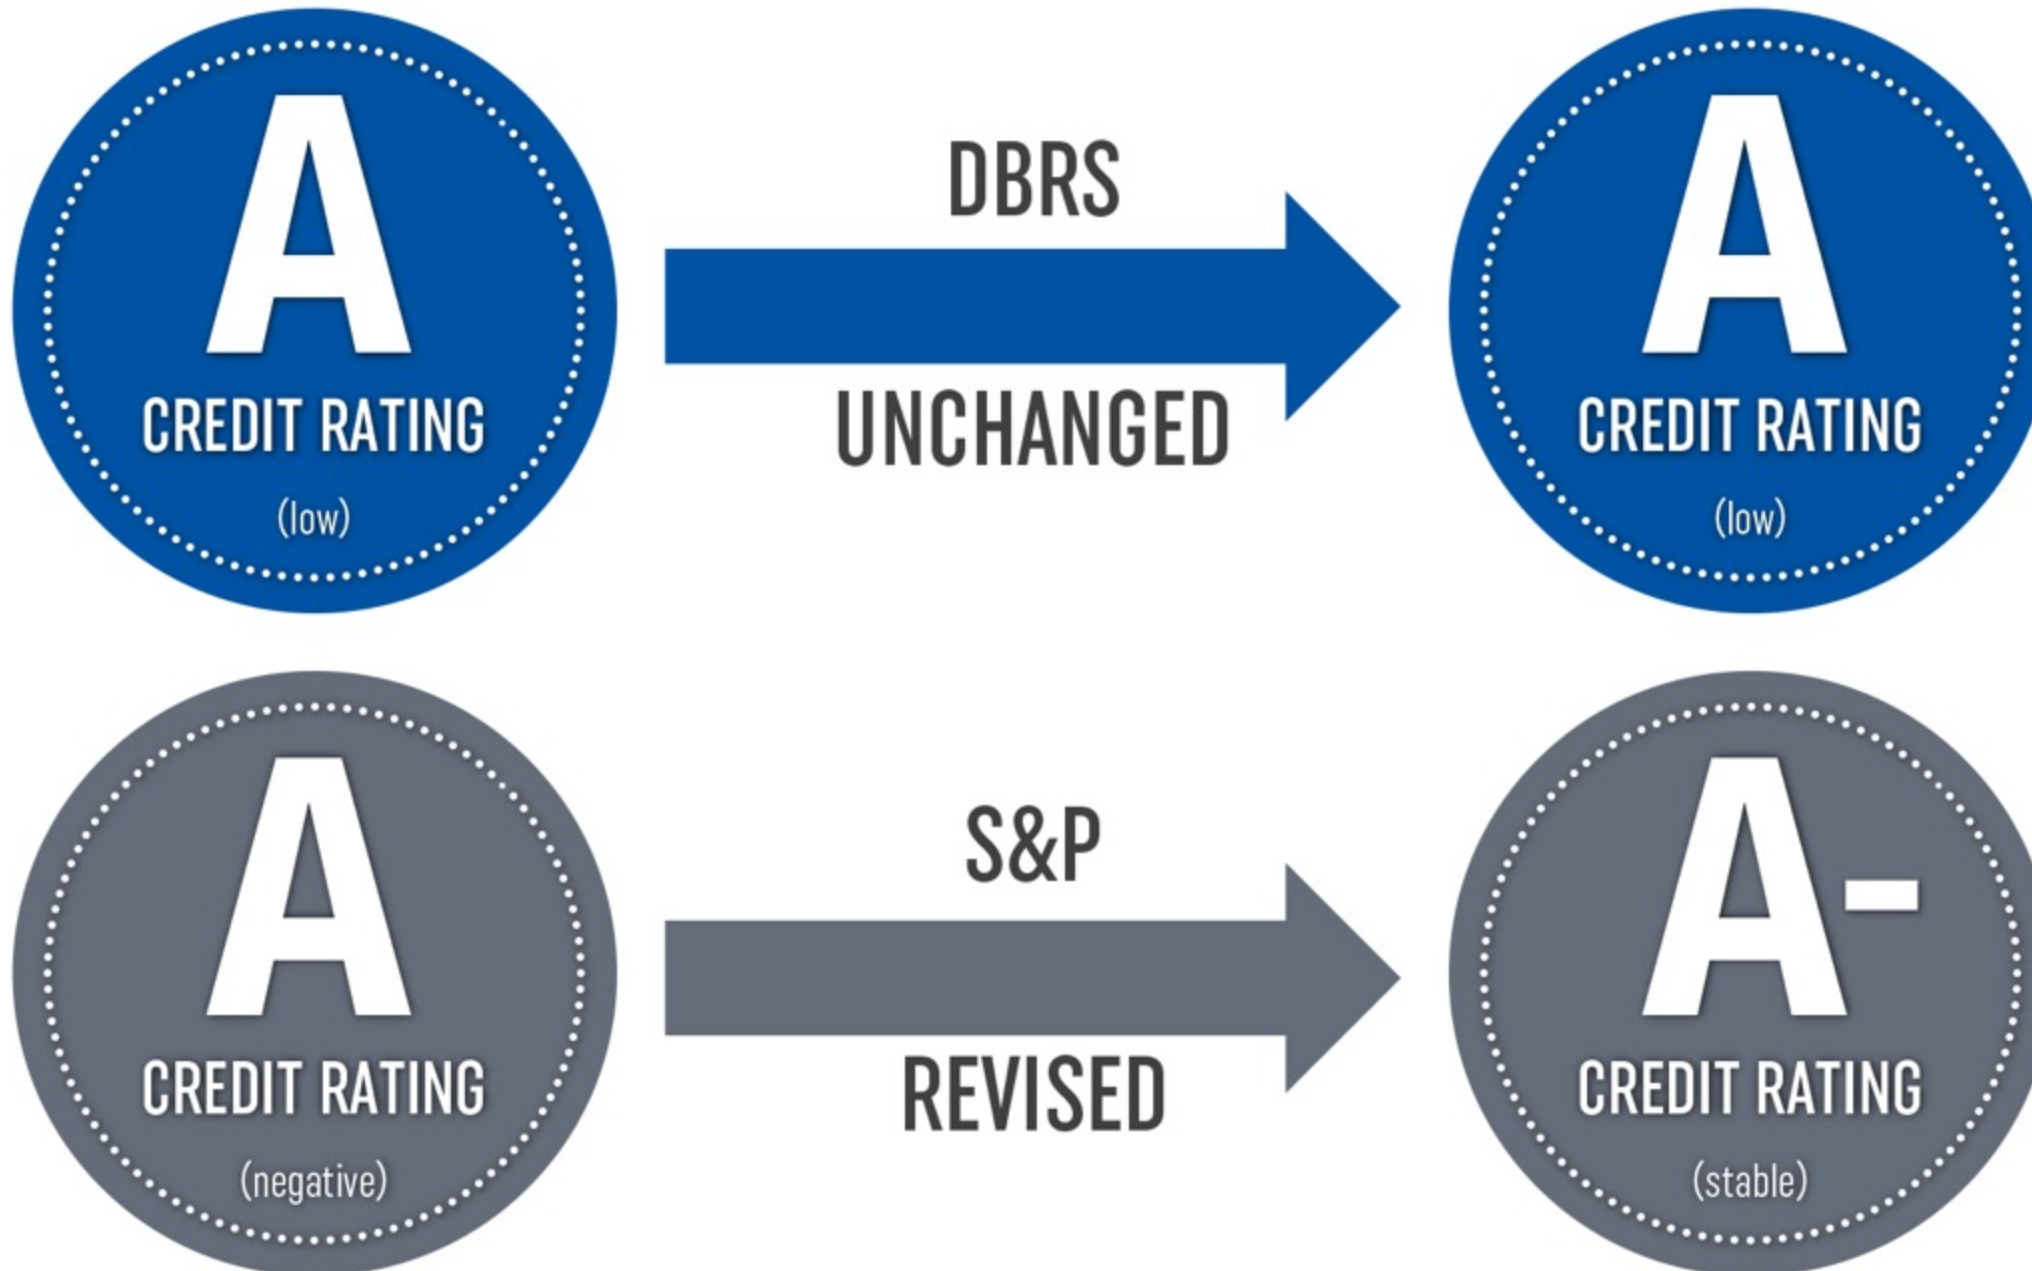 A
CREDIT RATING
(low)
DBRS
UNCHANGED
A
CREDIT RATING
(low)
A
CREDIT RATING
(negative)
S&P
REVISED
A-
CREDIT RATING
(stable)